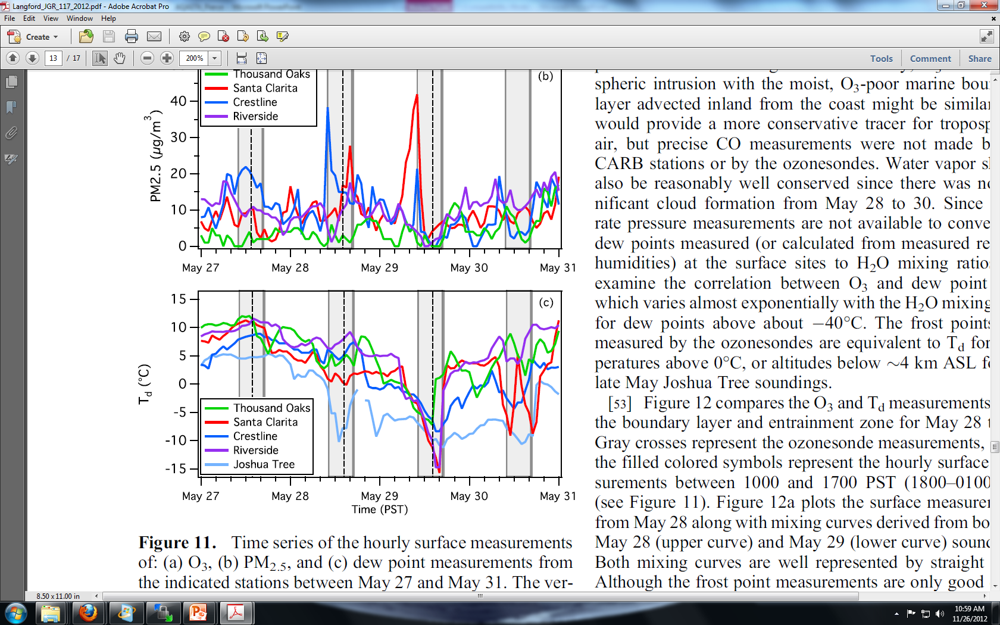 Langford_JGR_117_2012.pdf - Adobe Acrobat Pro
File Edit View Window Help
Create
13 / 17 200% Tools Comment Share
(b)
Thousand Oaks
Santa Clarita
Crestline
Riverside
PM2.5 (µg/m³)
40
30
20
10
0
May 27 May 28 May 29 May 30 May 31
(c)
Thousand Oaks
Santa Clarita
Crestline
Riverside
Joshua Tree
Td (°C)
15
10
5
0
-5
-10
-15
May 27 May 28 May 29 May 30 May 31
Time (PST)
Figure 11. Time series of the hourly surface measurements
of: (a) O3, (b) PM2.5, and (c) dew point measurements from
the indicated stations between May 27 and May 31. The ver-
spheric intrusion with the moist, O3-poor marine bou
layer advected inland from the coast might be similar
would provide a more conservative tracer for troposp
air, but precise CO measurements were not made b
CARB stations or by the ozonesondes. Water vapor s
also be reasonably well conserved since there was no
nificant cloud formation from May 28 to 30. Since
rate pressure measurements are not available to conve
dew points measured (or calculated from measured re
humidities) at the surface sites to H2O mixing ratio
examine the correlation between O3 and dew point
which varies almost exponentially with the H2O mixing
for dew points above about −40°C. The frost points
measured by the ozonesondes are equivalent to Td for
peratures above 0°C, or altitudes below ∼4 km ASL f
late May Joshua Tree soundings.
[53] Figure 12 compares the O3 and Td measurements
the boundary layer and entrainment zone for May 28 t
Gray crosses represent the ozonesonde measurements,
the filled colored symbols represent the hourly surface
surements between 1000 and 1700 PST (1800–0100
(see Figure 11). Figure 12a plots the surface measurer
from May 28 along with mixing curves derived from bo
May 28 (upper curve) and May 29 (lower curve) sound
Both mixing curves are well represented by straight
Although the frost point measurements are only good
8.50 x 11.00 in
10:59 AM
11/26/2012